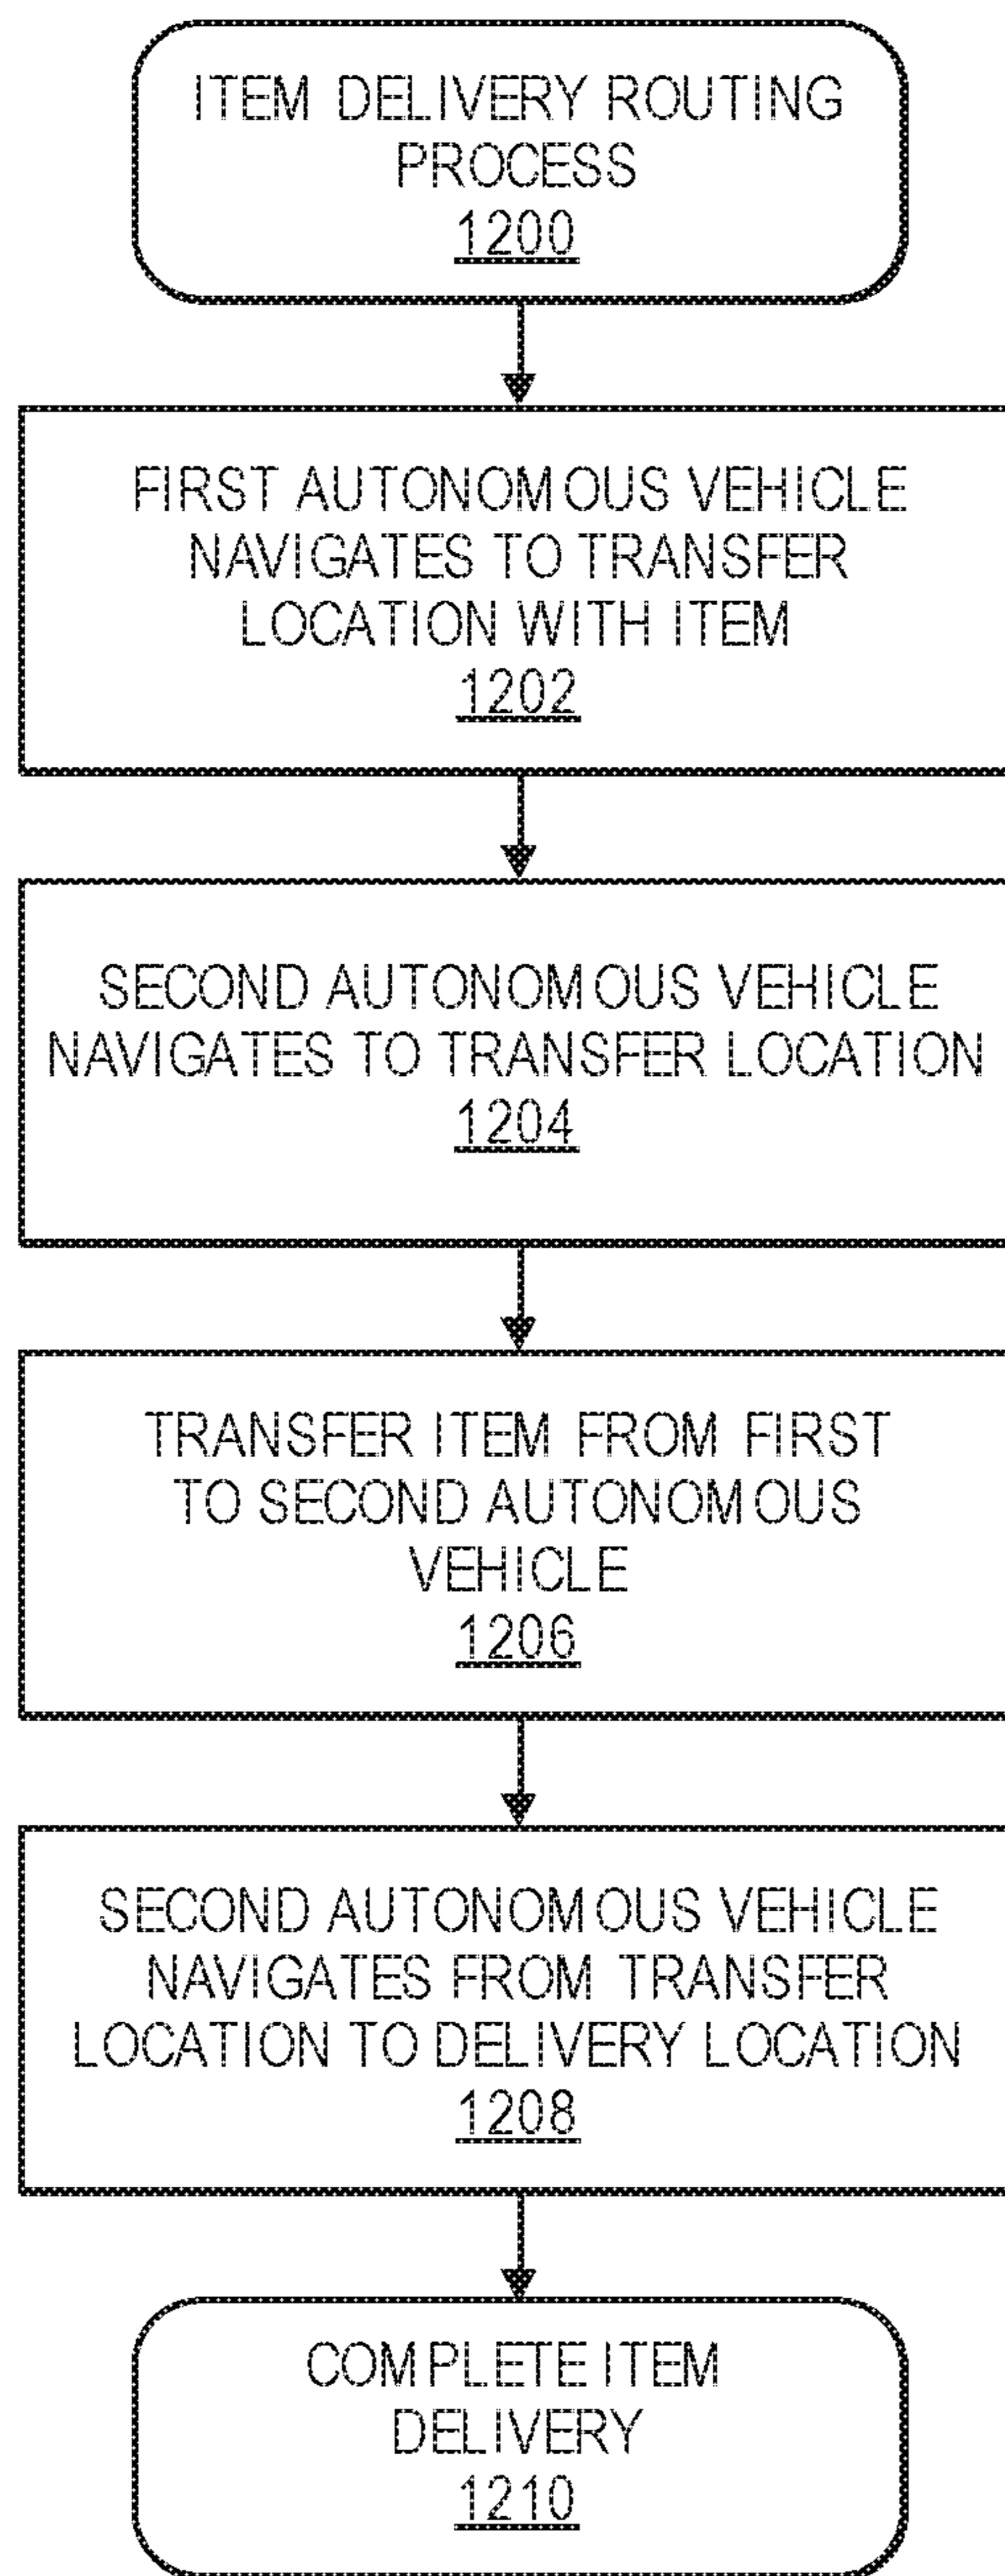 ITEM DELIVERY ROUTING
PROCESS
1200
FIRST AUTONOMOUS VEHICLE
NAVIGATES TO TRANSFER
LOCATION WITH ITEM
1202
SECOND AUTONOMOUS VEHICLE
NAVIGATES TO TRANSFER LOCATION
1204
TRANSFER ITEM FROM FIRST
TO SECOND AUTONOMOUS
VEHICLE
1206
SECOND AUTONOMOUS VEHICLE
NAVIGATES FROM TRANSFER
LOCATION TO DELIVERY LOCATION
1208
COMPLETE ITEM
DELIVERY
1210